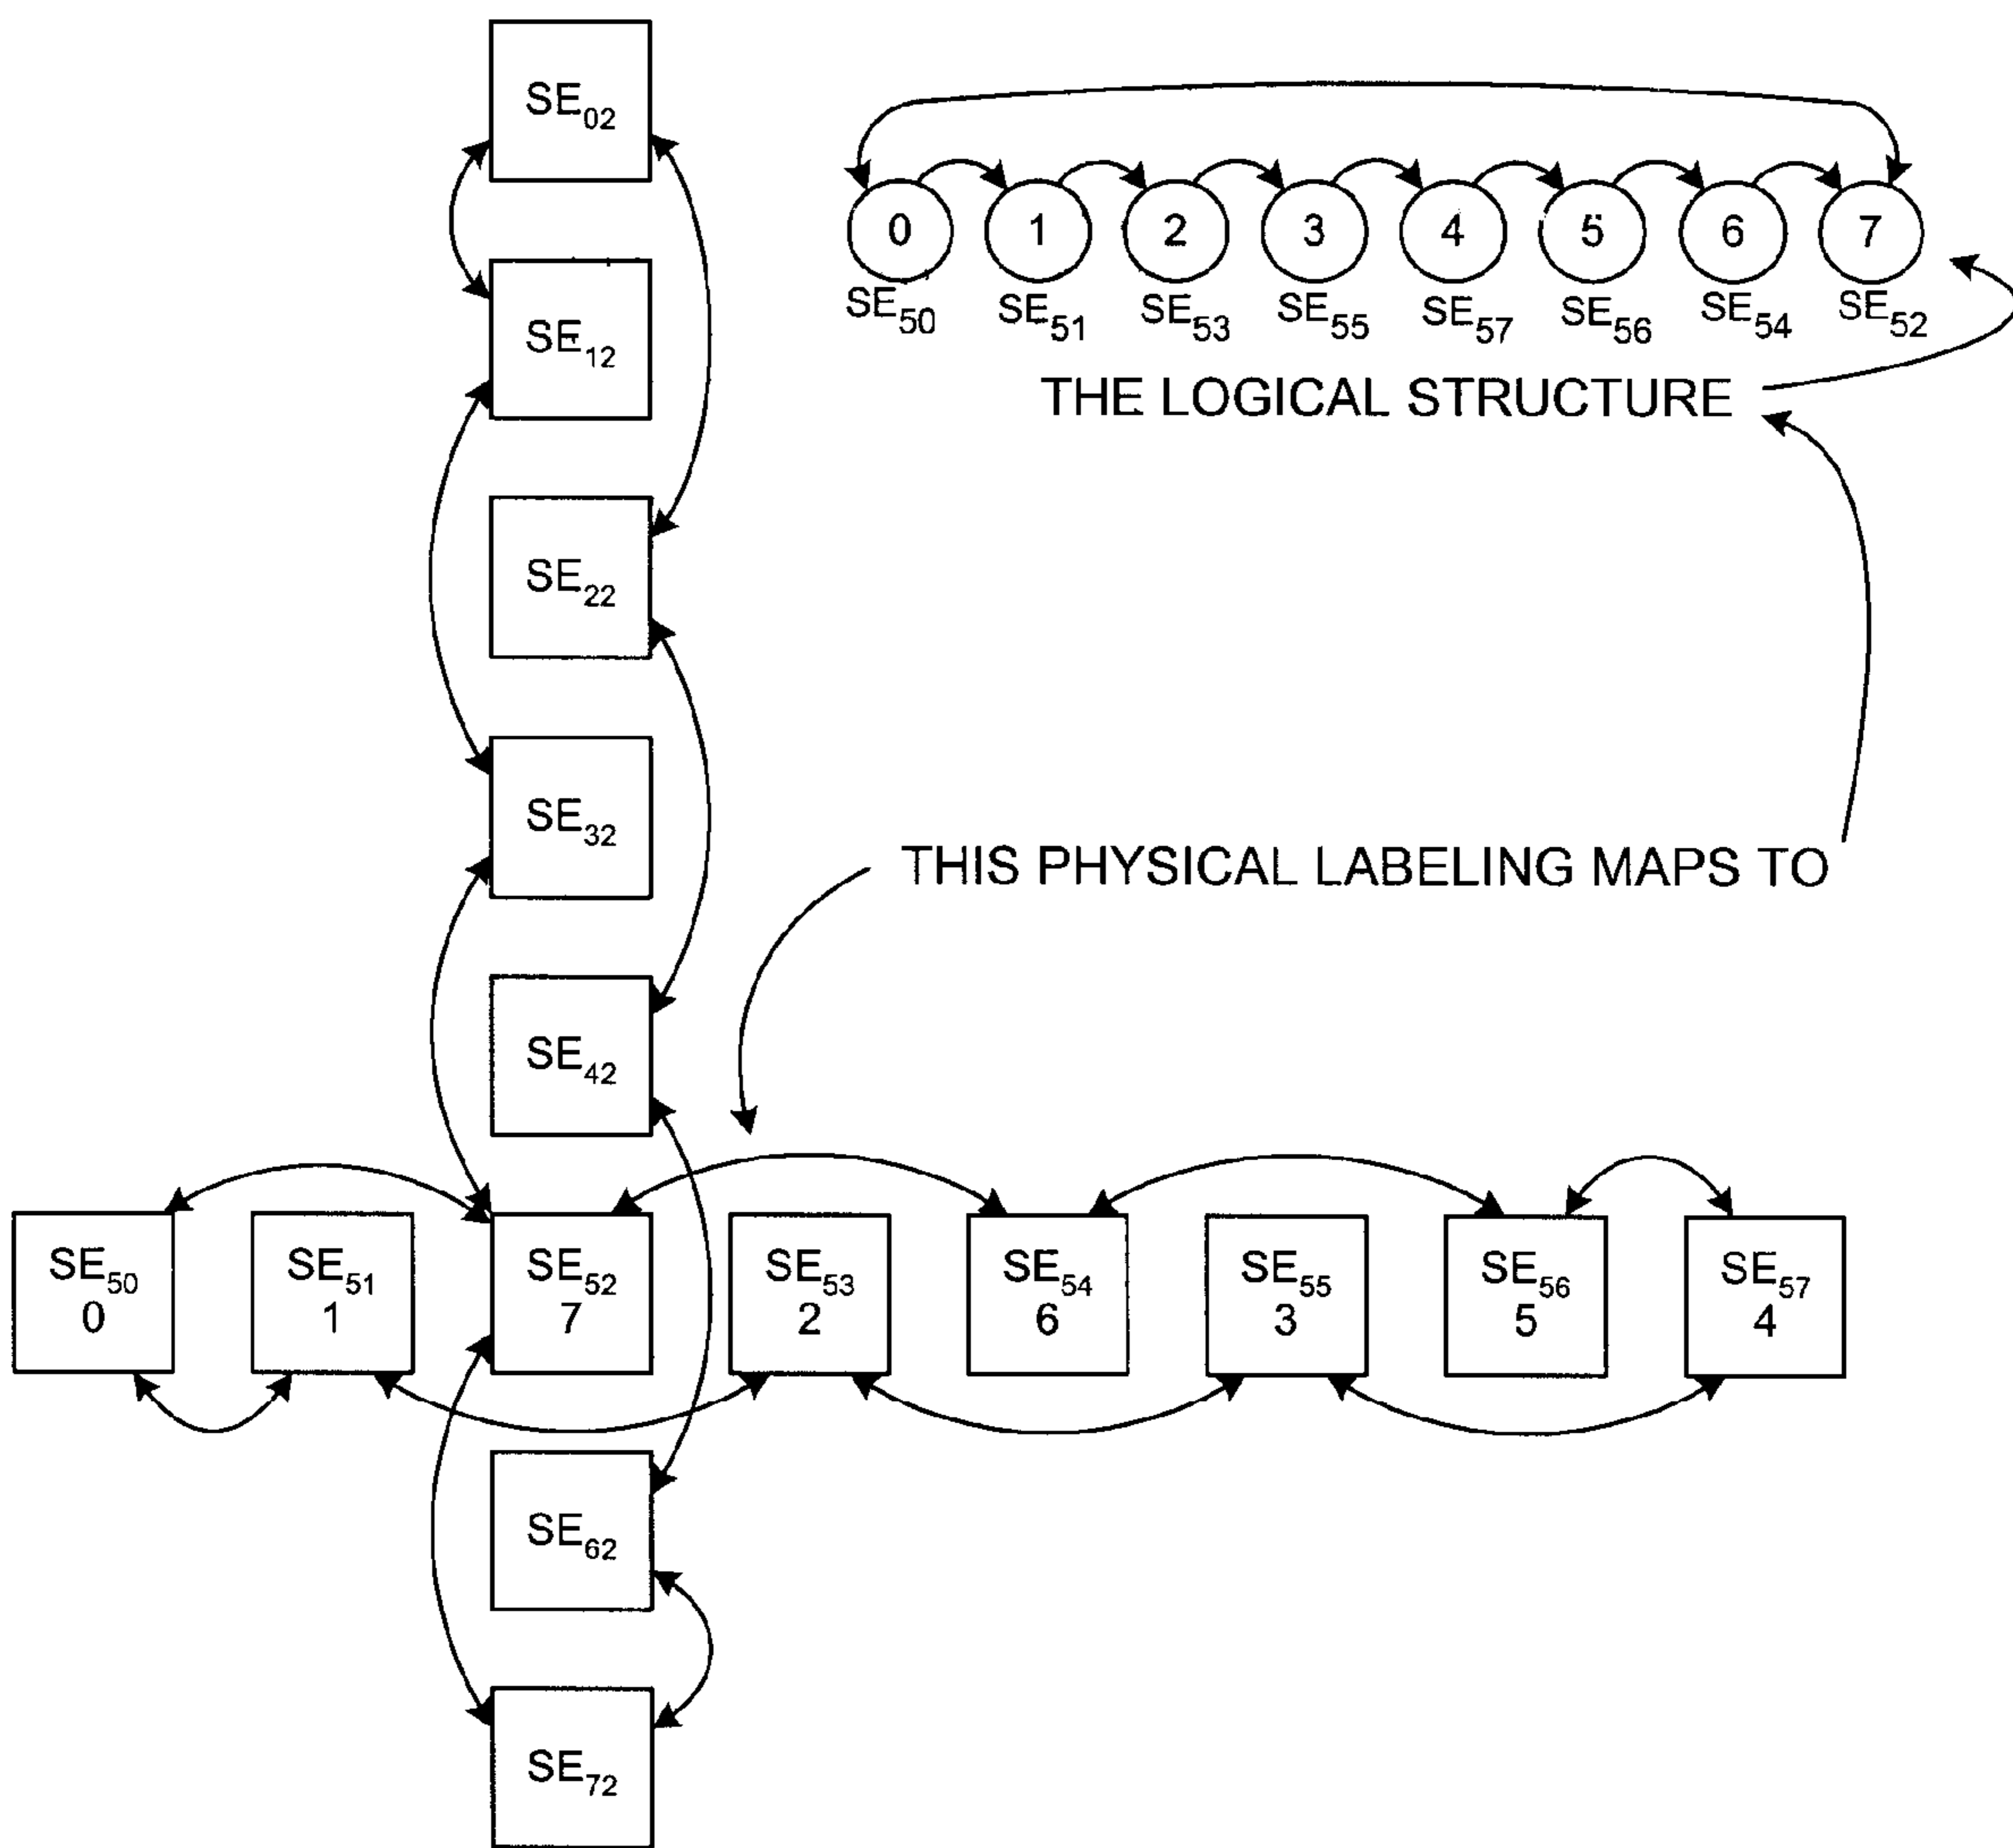 SE02
0 1 2 3 4 5 6 7
SE50 SE51 SE53 SE55 SE57 SE56 SE54 SE52
SE12
THE LOGICAL STRUCTURE
SE22
SE32
THIS PHYSICAL LABELING MAPS TO
SE42
SE50 SE51 SE52 SE53 SE54 SE55 SE56 SE57
0 1 7 2 6 3 5 4
SE62
SE72